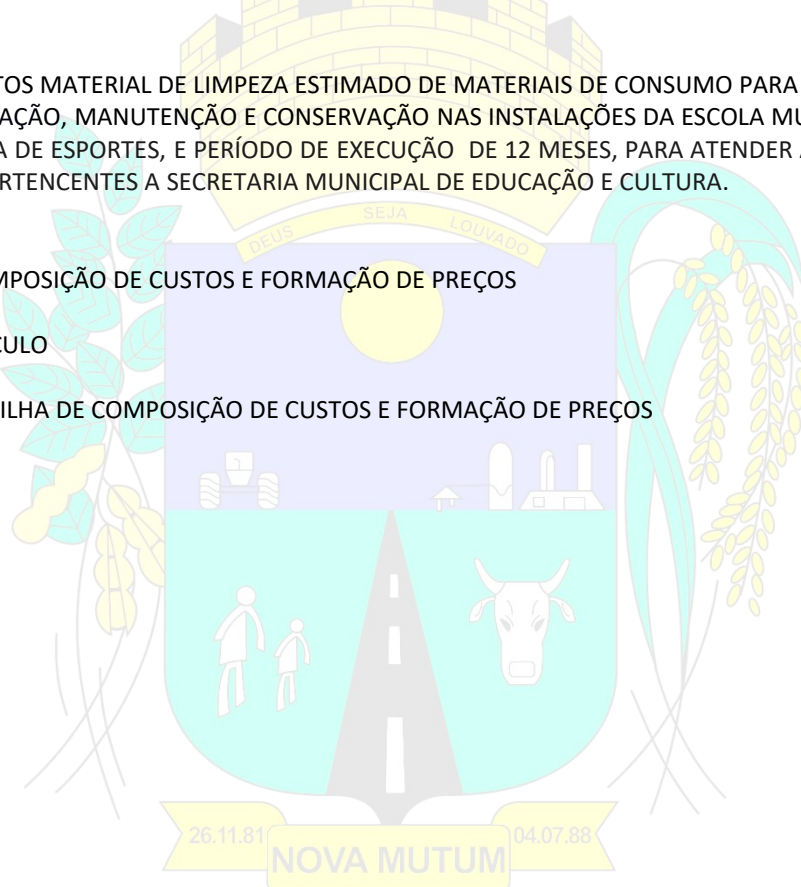 TOS MATERIAL DE LIMPEZA ESTIMADO DE MATERIAIS DE CONSUMO PARA
AÇÃO, MANUTENÇÃO E CONSERVAÇÃO NAS INSTALAÇÕES DA ESCOLA MU
A DE ESPORTES, E PERÍODO DE EXECUÇÃO DE 12 MESES, PARA ATENDER
RTENCENTES A SECRETARIA MUNICIPAL DE EDUCAÇÃO E CULTURA.
DEUS SEJA LOUVADO
MPOSIÇÃO DE CUSTOS E FORMAÇÃO DE PREÇOS
CULO
ILHA DE COMPOSIÇÃO DE CUSTOS E FORMAÇÃO DE PREÇOS
26.11.81 04.07.88
NOVA MUTUM